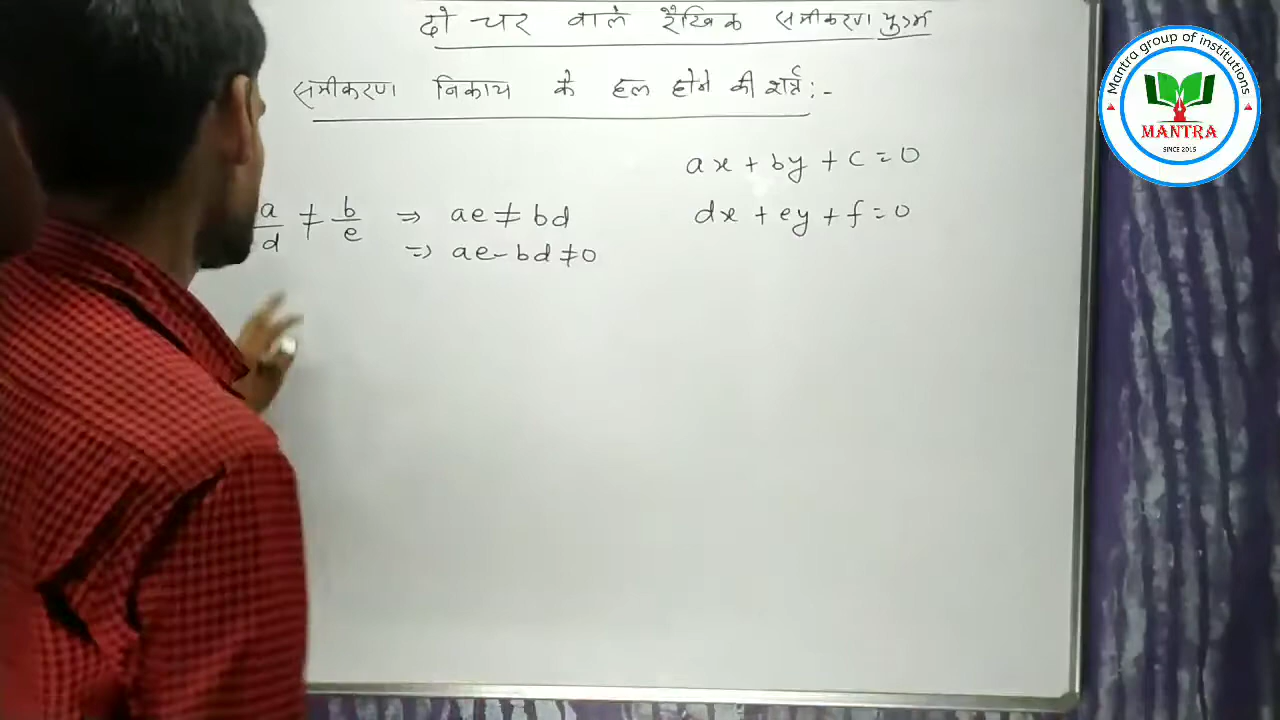 दो चर वाले रैखिक समीकरण युग्म
समीकरण निकाय के हल होने की शर्त :-
ax + by + c = 0
dx + ey + f = 0
a/d ≠ b/e ⇒ ae ≠ bd
⇒ ae - bd ≠ 0
Mantra group of institutions
MANTRA
SINCE 2015